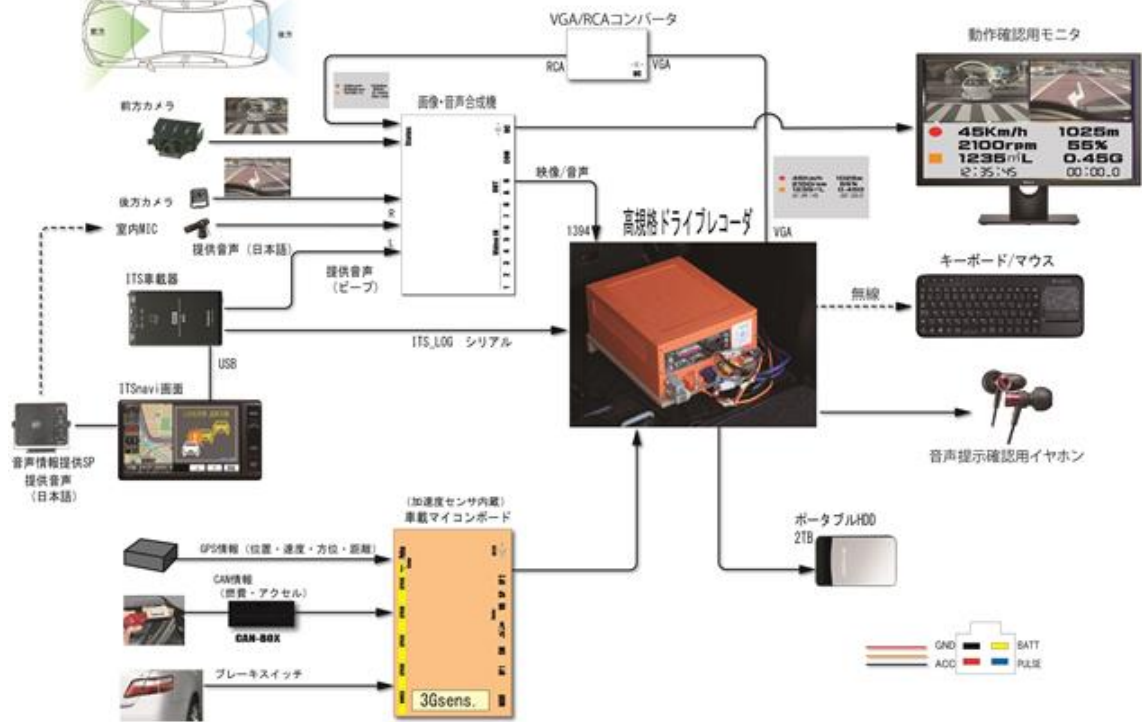 VGA/RCAコンバータ
RCA
VGA
動作確認用モニタ
前方
後方
画像・音声合成機
前方カメラ
45Km/h 1025m
2100rpm 55%
1235㎖L 0.45G
12:35:45 00:00.0
映像/音声
後方カメラ
R
室内MIC
高規格ドライブレコーダ
1394
VGA
提供音声（日本語）
L
キーボード/マウス
ITS車載器
提供音声
（ビープ）
無線
ITS_LOG シリアル
USB
ITSnavi画面
音声情報提供SP
提供音声
（日本語）
音声提示確認用イヤホン
（加速度センサ内蔵）
車載マイコンボード
ポータブルHDD
2TB
GPS情報（位置・速度・方位・距離）
CAN情報
（燃費・アクセル）
CAN-BOX
GND
BATT
ACC
PULSE
ブレーキスイッチ
3Gsens.